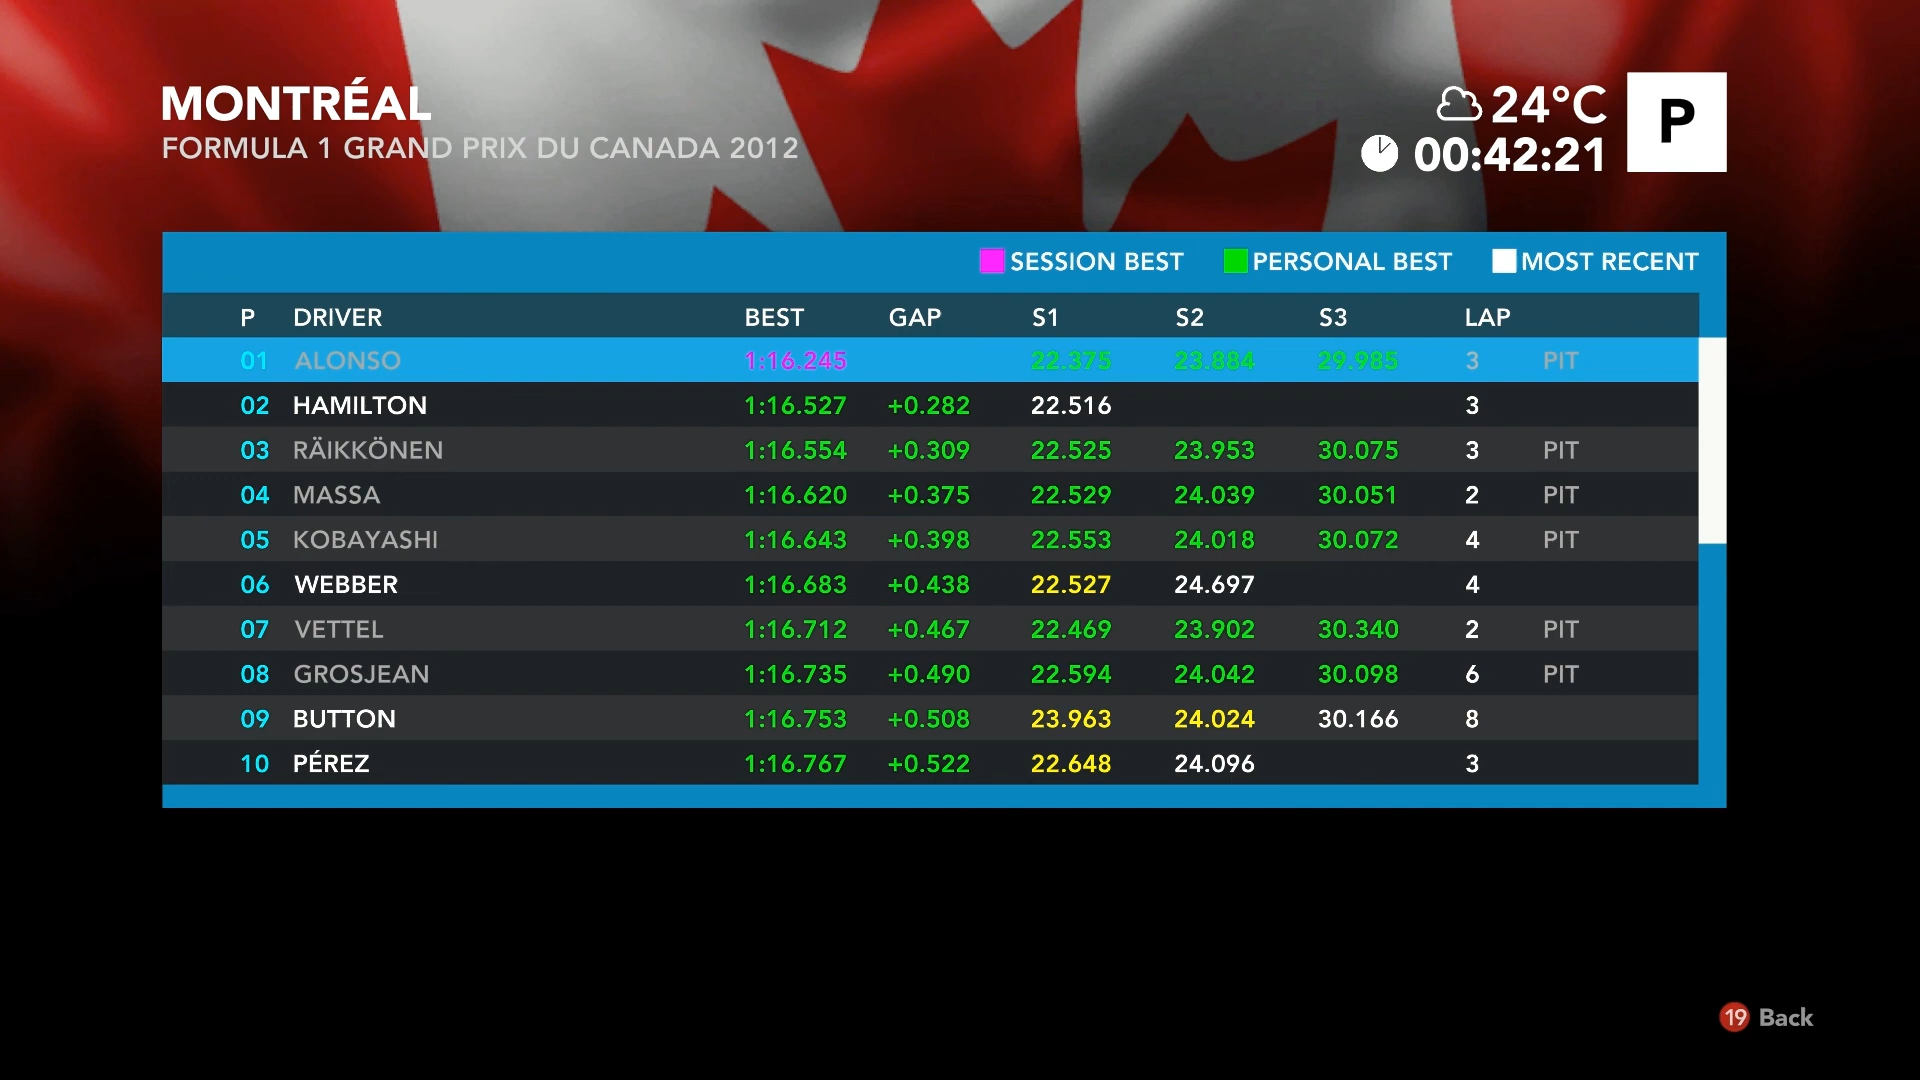 MONTRÉAL
FORMULA 1 GRAND PRIX DU CANADA 2012
24°C
00:42:21
P
SESSION BEST PERSONAL BEST MOST RECENT
P DRIVER BEST GAP S1 S2 S3 LAP
01 ALONSO 1:16.245 22.375 23.884 29.985 3 PIT
02 HAMILTON 1:16.527 +0.282 22.516 3
03 RÄIKKÖNEN 1:16.554 +0.309 22.525 23.953 30.075 3 PIT
04 MASSA 1:16.620 +0.375 22.529 24.039 30.051 2 PIT
05 KOBAYASHI 1:16.643 +0.398 22.553 24.018 30.072 4 PIT
06 WEBBER 1:16.683 +0.438 22.527 24.697 4
07 VETTEL 1:16.712 +0.467 22.469 23.902 30.340 2 PIT
08 GROSJEAN 1:16.735 +0.490 22.594 24.042 30.098 6 PIT
09 BUTTON 1:16.753 +0.508 23.963 24.024 30.166 8
10 PÉREZ 1:16.767 +0.522 22.648 24.096 3
19 Back